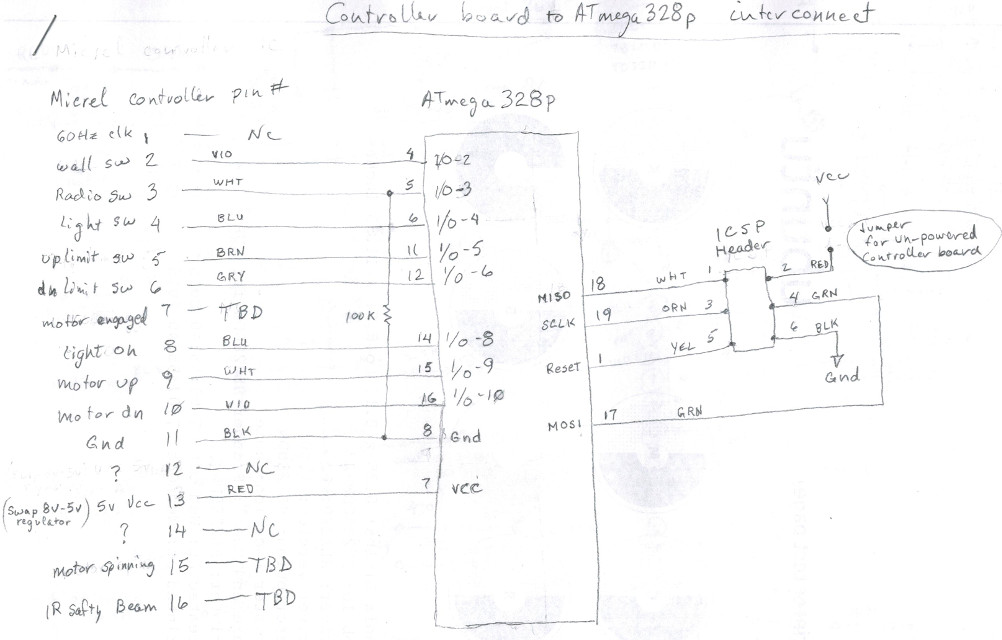 Controller board to ATmega328p interconnect
Micrel controller pin #
ATmega 328p
60Hz clk 1 NC
wall sw 2 VIO 4 I/O-2
Radio sw 3 WHT 5 I/O-3
Light sw 4 BLU 6 I/O-4
uplimit sw 5 BRN 11 I/O-5
dn limit sw 6 GRY 12 I/O-6
motor engaged 7 TBD
100K
Light on 8 BLU 14 I/O-8
motor up 9 WHT 15 I/O-9
motor dn 10 VIO 16 I/O-10
Gnd 11 BLK 8 Gnd
? 12 NC
(Swap 8V-5V regulator) 5v Vcc 13 RED 7 vcc
? 14 NC
motor spinning 15 TBD
IR Safty Beam 16 TBD
MISO 18 WHT 1
SCLK 19 ORN 3
Reset 1 YEL 5
MOSI 17 GRN
ICSP
Header
2 RED
4 GRN
6 BLK
Gnd
Vcc
Jumper
for un-powered
Controller board